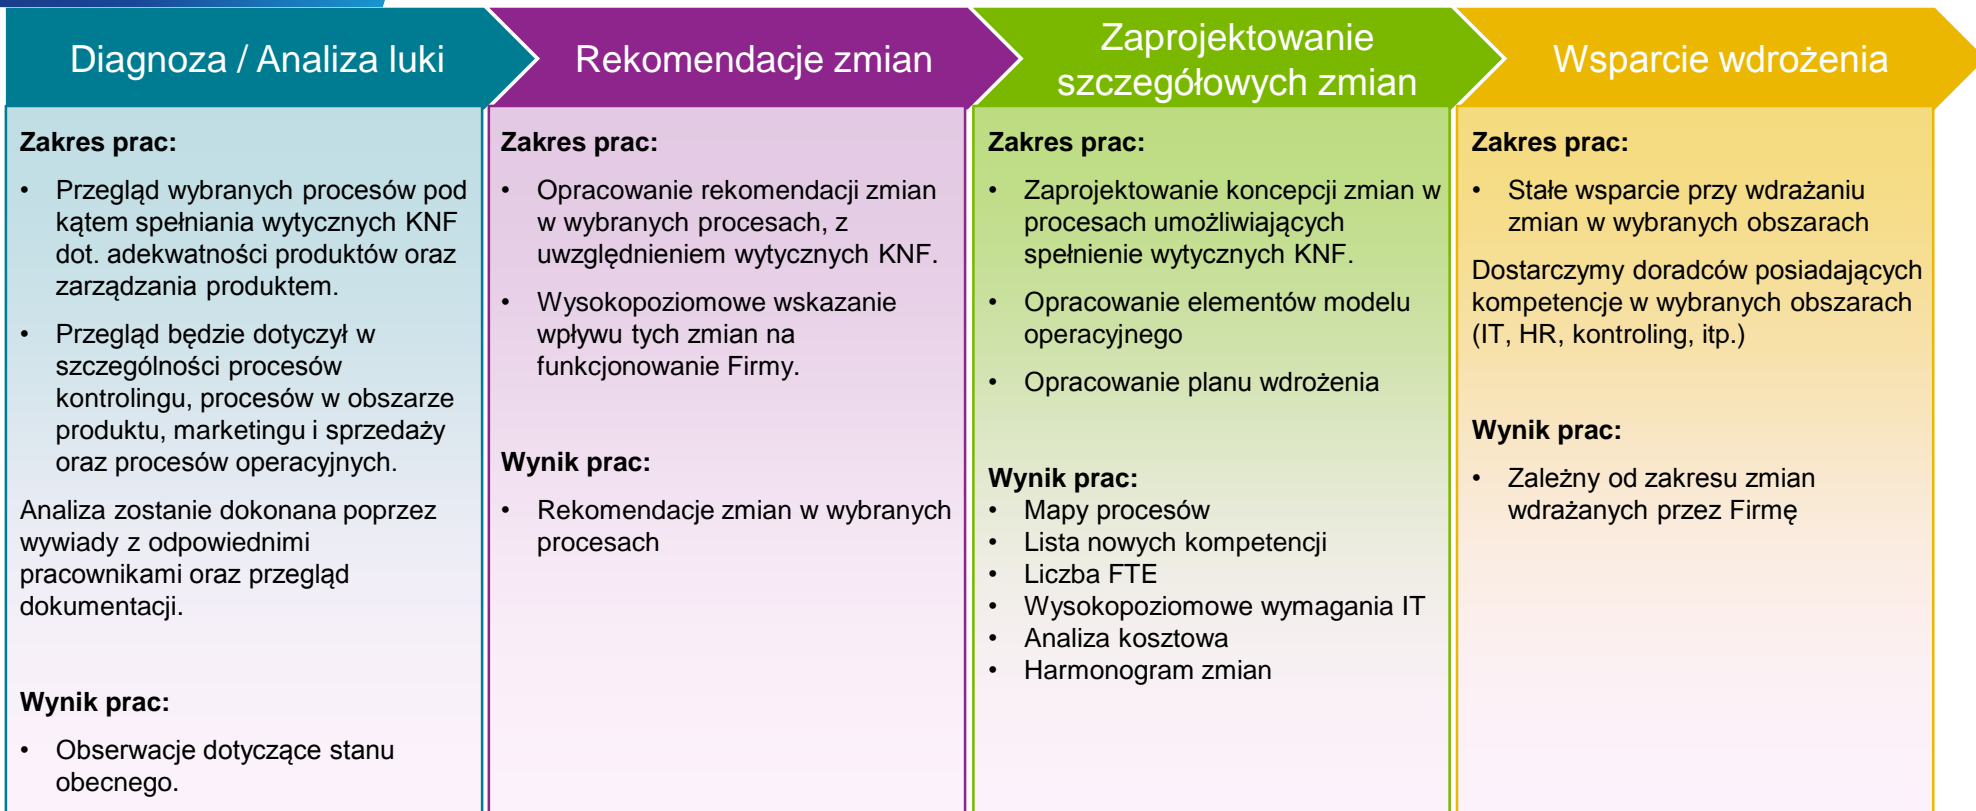 Diagnoza / Analiza luki
Zakres prac:
• Przegląd wybranych procesów pod
kątem spełniania wytycznych KNF
dot. adekwatności produktów oraz
zarządzania produktem.
• Przegląd będzie dotyczył w
szczególności procesów
kontrolingu, procesów w obszarze
produktu, marketingu i sprzedaży
oraz procesów operacyjnych.
Analiza zostanie dokonana poprzez
wywiady z odpowiednimi
pracownikami oraz przegląd
dokumentacji.
Wynik prac:
• Obserwacje dotyczące stanu
obecnego.
Rekomendacje zmian
Zakres prac:
• Opracowanie rekomendacji zmian
w wybranych procesach, z
uwzględnieniem wytycznych KNF.
• Wysokopoziomowe wskazanie
wpływu tych zmian na
funkcjonowanie Firmy.
Wynik prac:
• Rekomendacje zmian w wybranych
procesach
Zaprojektowanie
szczegółowych zmian
Zakres prac:
• Zaprojektowanie koncepcji zmian w
procesach umożliwiających
spełnienie wytycznych KNF.
• Opracowanie elementów modelu
operacyjnego
• Opracowanie planu wdrożenia
Wynik prac:
• Mapy procesów
• Lista nowych kompetencji
• Liczba FTE
• Wysokopoziomowe wymagania IT
• Analiza kosztowa
• Harmonogram zmian
Wsparcie wdrożenia
Zakres prac:
• Stałe wsparcie przy wdrażaniu
zmian w wybranych obszarach
Dostarczymy doradców posiadających
kompetencje w wybranych obszarach
(IT, HR, kontroling, itp.)
Wynik prac:
• Zależny od zakresu zmian
wdrażanych przez Firmę